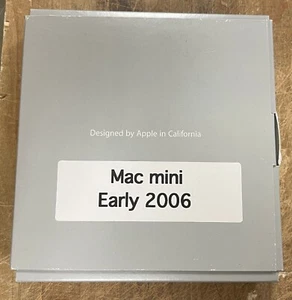 Designed by Apple in California
Mac mini
Early 2006